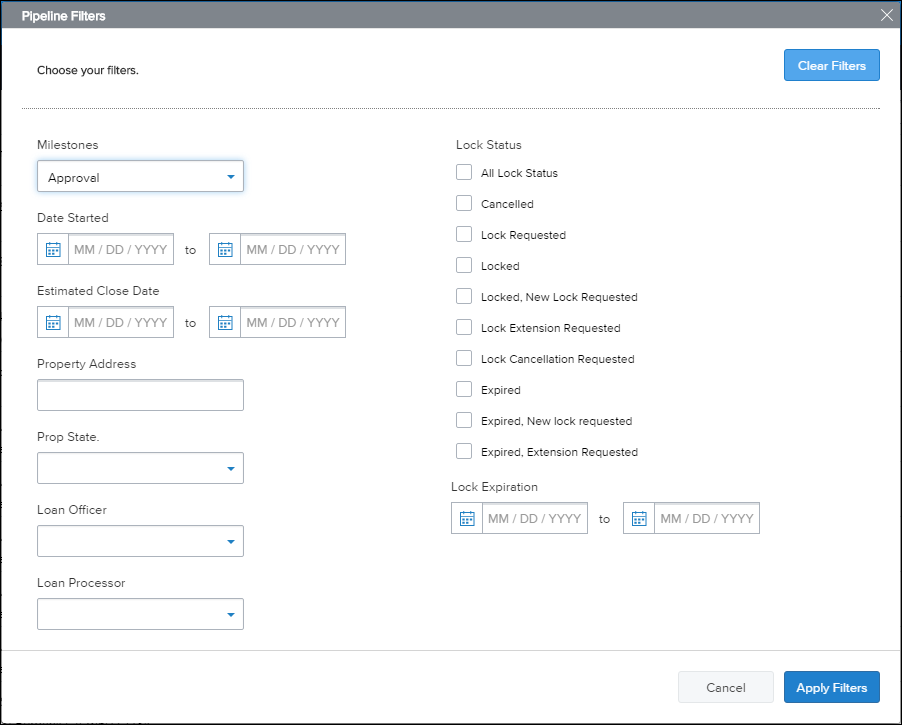 Pipeline Filters
Choose your filters.
Clear Filters
Milestones
Approval
Date Started
MM / DD / YYYY to MM / DD / YYYY
Estimated Close Date
MM / DD / YYYY to MM / DD / YYYY
Property Address
Prop State.
Loan Officer
Loan Processor
Lock Status
All Lock Status
Cancelled
Lock Requested
Locked
Locked, New Lock Requested
Lock Extension Requested
Lock Cancellation Requested
Expired
Expired, New lock requested
Expired, Extension Requested
Lock Expiration
MM / DD / YYYY to MM / DD / YYYY
Cancel
Apply Filters